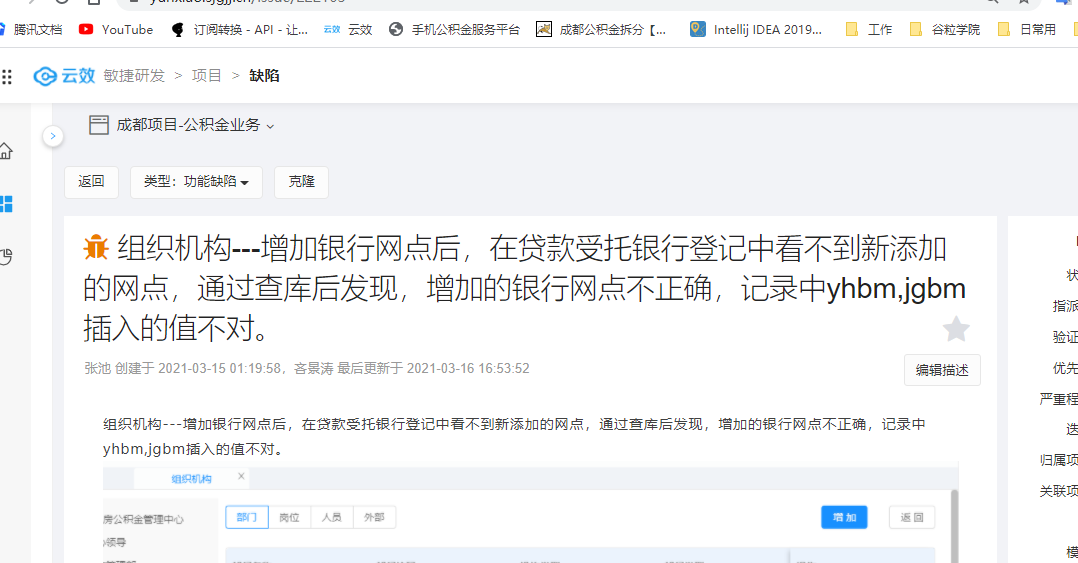 腾讯文档 YouTube 订阅转换 - API - 让... 云效 云效 手机公积金服务平台 成都公积金拆分【... Intellij IDEA 2019... 工作 谷粒学院 日常用
云效 敏捷研发 > 项目 > 缺陷
成都项目-公积金业务
返回 类型：功能缺陷 克隆
组织机构---增加银行网点后，在贷款受托银行登记中看不到新添加
的网点，通过查库后发现，增加的银行网点不正确，记录中yhbm,jgbm
插入的值不对。
张池 创建于 2021-03-15 01:19:58，吝景涛 最后更新于 2021-03-16 16:53:52
编辑描述
组织机构---增加银行网点后，在贷款受托银行登记中看不到新添加的网点，通过查库后发现，增加的银行网点不正确，记录中
yhbm,jgbm插入的值不对。
组织机构
房公积金管理中心
部门 岗位 人员 外部 增加 返回
领导
状
指派
验证
优先
严重程
迭
归属项
关联项
模